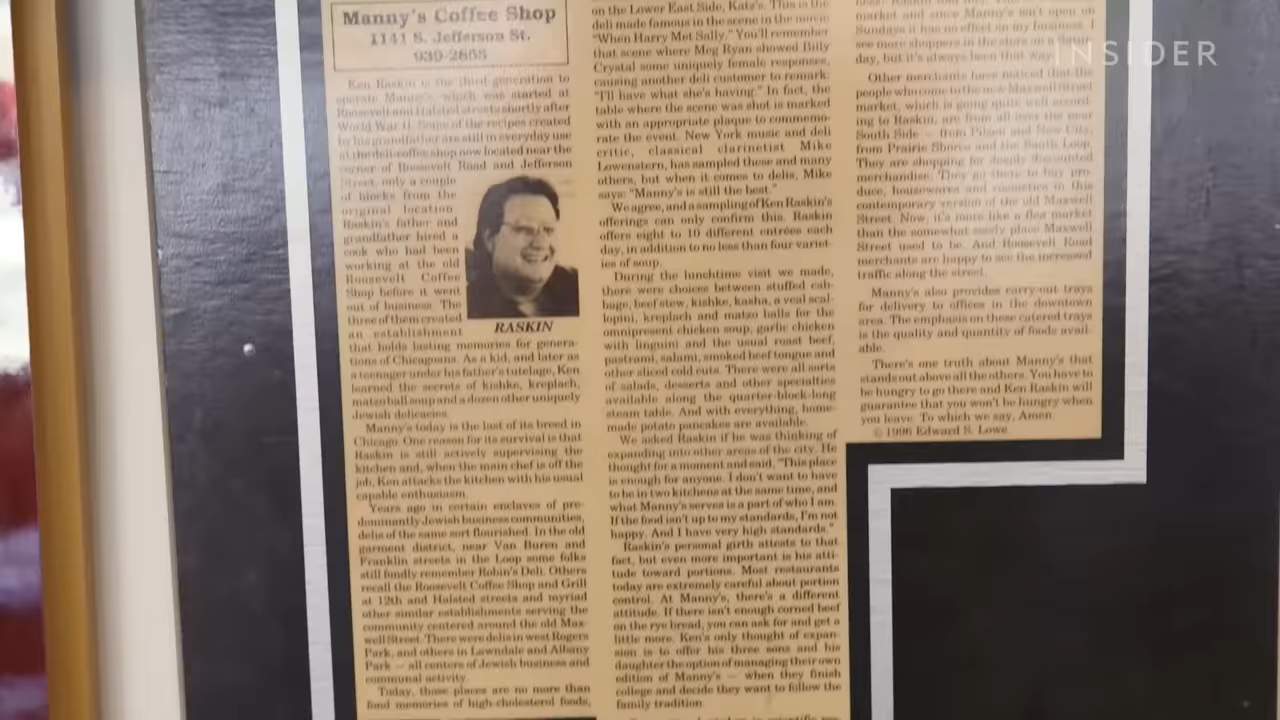 Manny's Coffee Shop
1141 S. Jefferson St.
939-2855
Ken Raskin is the third generation to
operate Manny's, which was started at
Roosevelt and Halsted streets shortly after
World War II. Some of the recipes created
by his grandfather are still in everyday use
at the deli-coffee shop now located near the
corner of Roosevelt Road and Jefferson
Street, only a couple
of blocks from the
original location.
Raskin's father and
grandfather hired a
cook who had been
working at the old
Roosevelt Coffee
Shop before it went
out of business. The
three of them created
an establishment
that holds lasting memories for genera-
tions of Chicagoans. As a kid, and later as
a teenager under his father's tutelage, Ken
learned the secrets of kishke, kreplach,
matzerball soup and a dozen other uniquely
Jewish delicacies.
Manny's today is the last of its breed in
Chicago. One reason for its survival is that
Raskin is still actively supervising the
kitchen and, when the main chef is off the
job, Ken attacks the kitchen with his usual
capable enthusiasm.
Years ago in certain enclaves of pre-
dominantly Jewish business communities,
delis of the same sort flourished. In the old
garment district, near Van Buren and
Franklin streets in the Loop some folks
still fondly remember Robin's Deli. Others
recall the Roosevelt Coffee Shop and Grill
at 12th and Halsted streets and myriad
other similar establishments serving the
community centered around the old Max-
well Street. There were delis in west Rogers
Park, and others in Lawndale and Albany
Park — all centers of Jewish business and
communal activity.
Today, those places are no more than
fond memories of high-cholesterol foods,
RASKIN
on the Lower East Side, Katz's. This is the
deli made famous in the scene in the movie
"When Harry Met Sally." You'll remember
that scene where Meg Ryan showed Billy
Crystal some uniquely female responses,
causing another deli customer to remark:
"I'll have what she's having." In fact, the
table where the scene was shot is marked
with an appropriate plaque to commemo-
rate the event. New York music and deli
critic, classical clarinetist Mike
Lowenstern, has sampled these and many
others, but when it comes to delis, Mike
says: "Manny's is still the best."
We agree, and a sampling of Ken Raskin's
offerings can only confirm this. Raskin
offers eight to 10 different entrées each
day, in addition to no less than four variet-
ies of soup.
During the lunchtime visit we made,
there were choices between stuffed cab-
bage, beef stew, kishke, kasha, a veal scal-
lopini, kreplach and matzo balls for the
omnipresent chicken soup, garlic chicken
with linguini and the usual roast beef,
pastrami, salami, smoked beef tongue and
other sliced cold cuts. There were all sorts
of salads, desserts and other specialties
available along the quarter-block-long
steam table. And with everything, home-
made potato pancakes are available.
We asked Raskin if he was thinking of
expanding into other areas of the city. He
thought for a moment and said, "This place
is enough for anyone. I don't want to have
to be in two kitchens at the same time, and
what Manny's serves is a part of who I am.
If the food isn't up to my standards, I'm not
happy. And I have very high standards."
Raskin's personal girth attests to that
fact, but even more important is his atti-
tude toward portions. Most restaurants
today are extremely careful about portion
control. At Manny's, there's a different
attitude. If there isn't enough corned beef
on the rye bread, you can ask for and get a
little more. Ken's only thought of expan-
sion is to offer his three sons and his
daughter the option of managing their own
edition of Manny's — when they finish
college and decide they want to follow the
family tradition.
market and since Manny's isn't open on
Sundays it has no effect on my business. I
see more shoppers in the store on a Satur-
day, but it's always been that way."
Other merchants have noticed that the
people who come to the new Maxwell Street
market, which is going quite well accord-
ing to Raskin, are from all over the near
South Side — from Pilsen and New City,
from Prairie Shores and the South Loop.
They are shopping for deeply discounted
merchandise. They go there to buy pro-
duce, housewares and cosmetics in this
contemporary version of the old Maxwell
Street. Now, it's more like a flea market
than the somewhat seedy place Maxwell
Street used to be. And Roosevelt Road
merchants are happy to see the increased
traffic along the street.
Manny's also provides carry-out trays
for delivery to offices in the downtown
area. The emphasis on these catered trays
is the quality and quantity of foods avail-
able.
There's one truth about Manny's that
stands out above all the others. You have to
be hungry to go there and Ken Raskin will
guarantee that you won't be hungry when
you leave. To which we say, Amen.
© 1996 Edward S. Lowe
INSIDER